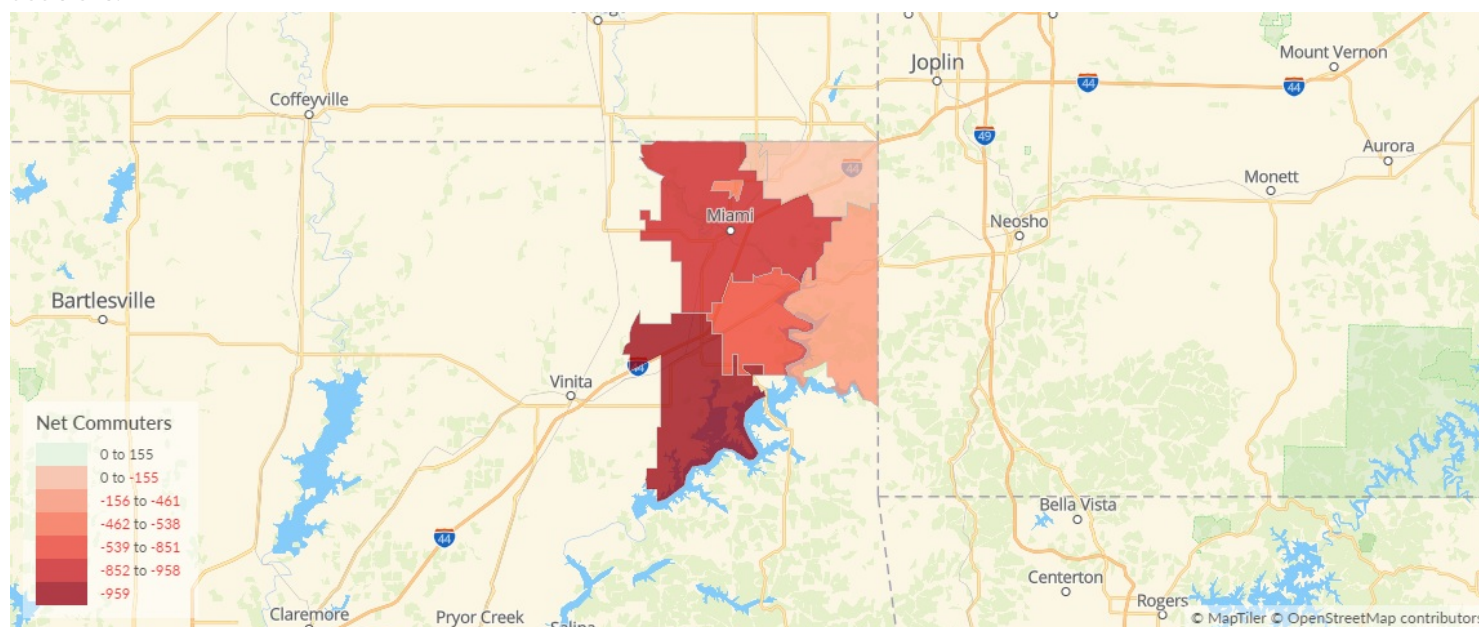 Joplin
Mount Vernon
44
44
Coffeyville
49
Aurora
44
Monett
Miami
Neosho
Bartlesville
44
Vinita
Net Commuters
0 to 155
0 to -155
-156 to -461
-462 to -538
-539 to -851
-852 to -958
-959
Bella Vista
44
Centerton
Rogers
Claremore
Pryor Creek
© MapTiler © OpenStreetMap contributor